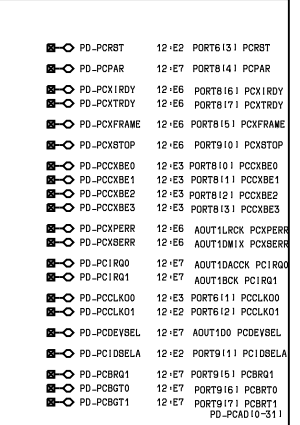 PD-PCRST 12:E2 PORT6[3] PCRST
PD-PCPAR 12:E7 PORT8[4] PCPAR
PD-PCXIRDY 12:E6 PORT8[6] PCXIRDY
PD-PCXTRDY 12:E6 PORT8[7] PCXTRDY
PD-PCXFRAME 12:E6 PORT8[5] PCXFRAME
PD-PCXSTOP 12:E6 PORT9[0] PCXSTOP
PD-PCCXBE0 12:E3 PORT8[0] PCCXBE0
PD-PCCXBE1 12:E3 PORT8[1] PCCXBE1
PD-PCCXBE2 12:E3 PORT8[2] PCCXBE2
PD-PCCXBE3 12:E3 PORT8[3] PCCXBE3
PD-PCXPERR 12:E6 AOUT1LRCK PCXPERR
PD-PCXSERR 12:E6 AOUT1DMIX PCXSERR
PD-PCIRQ0 12:E7 AOUT1DACCK PCIRQ0
PD-PCIRQ1 12:E7 AOUT1BCK PCIRQ1
PD-PCCLKO0 12:E3 PORT6[1] PCCLKO0
PD-PCCLKO1 12:E2 PORT6[2] PCCLKO1
PD-PCDEVSEL 12:E7 AOUT1D0 PCDEVSEL
PD-PCIDSELA 12:E2 PORT9[1] PCIDSELA
PD-PCBRQ1 12:E7 PORT9[5] PCBRQ1
PD-PCBGT0 12:E7 PORT9[6] PCBRT0
PD-PCBGT1 12:E7 PORT9[7] PCBRT1
PD-PCAD[0-31]